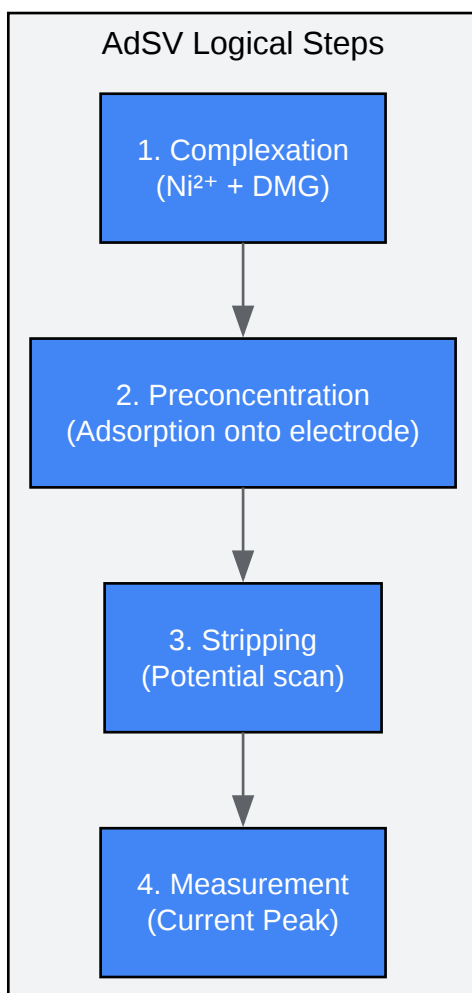 AdSV Logical Steps
1. Complexation
(Ni²⁺ + DMG)
2. Preconcentration
(Adsorption onto electrode)
3. Stripping
(Potential scan)
4. Measurement
(Current Peak)